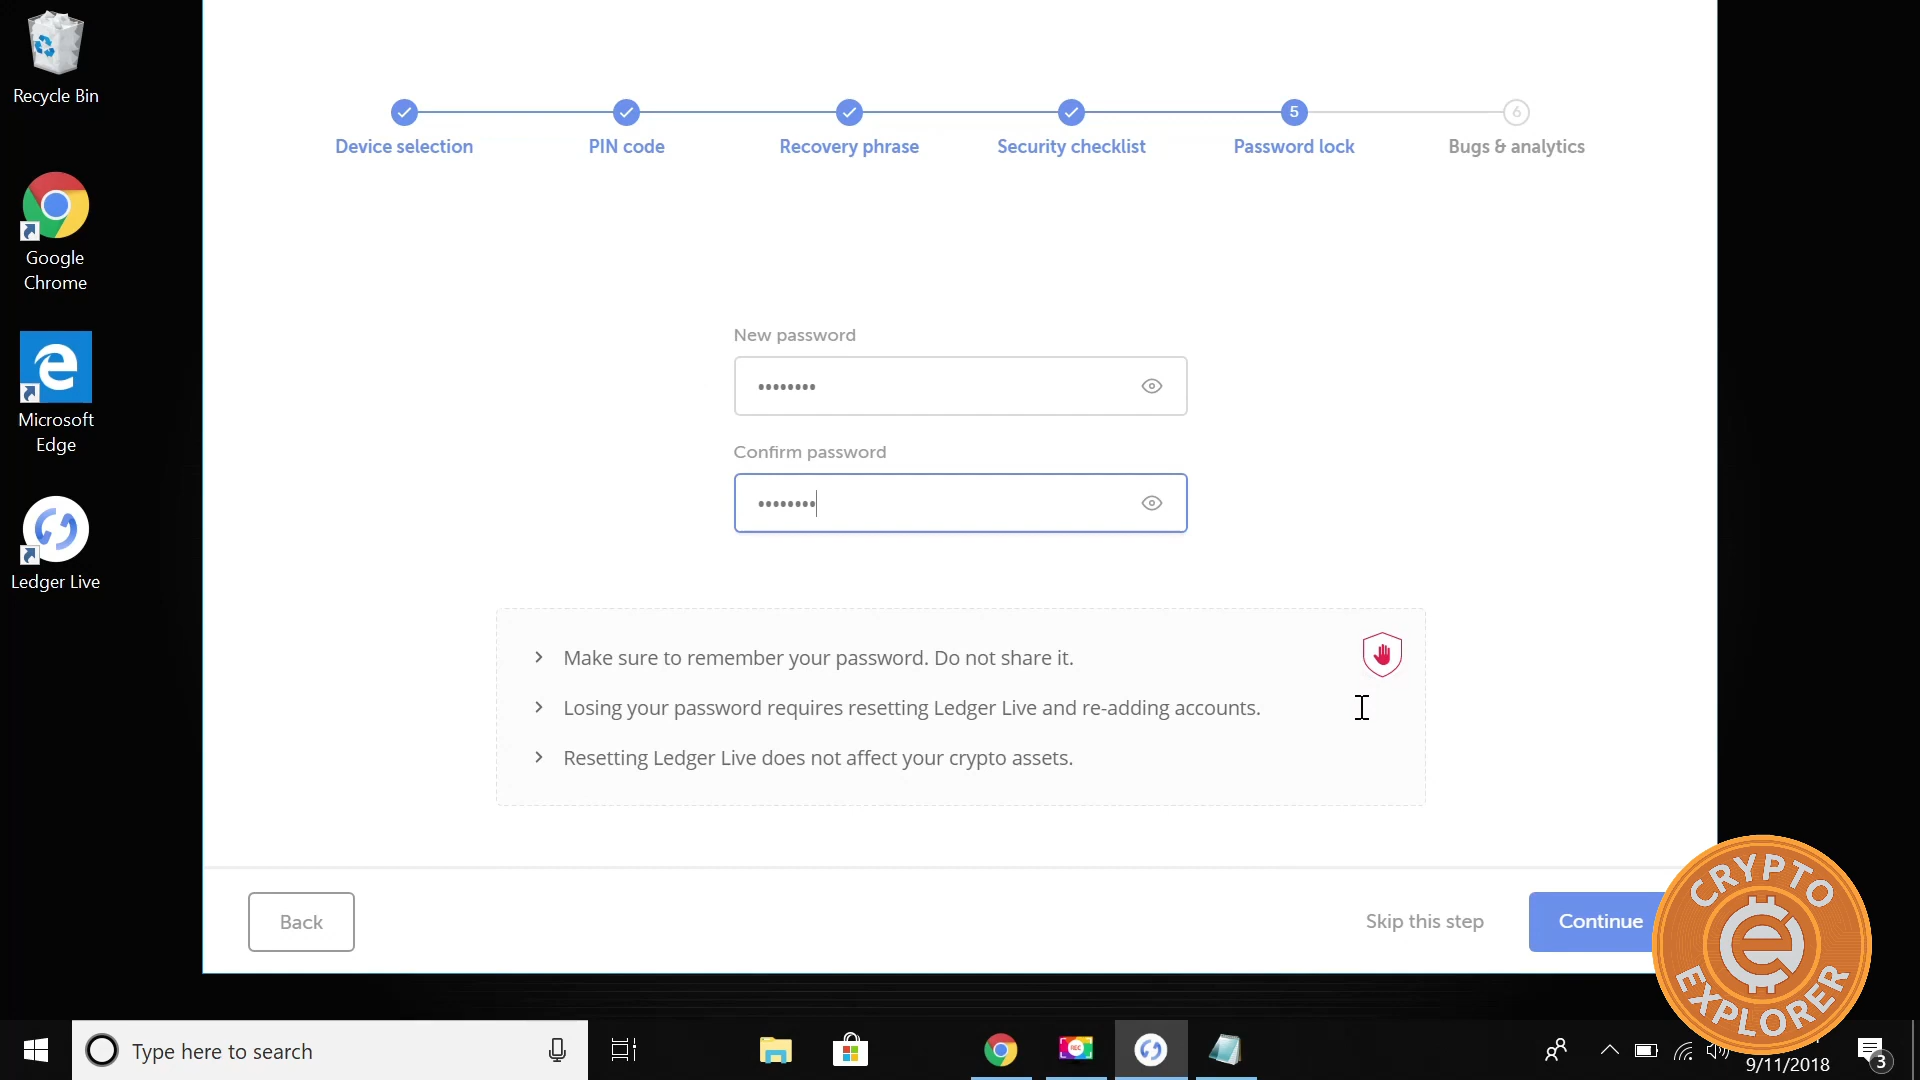 Recycle Bin
Google
Chrome
Microsoft
Edge
Ledger Live
5
6
Device selection
PIN code
Recovery phrase
Security checklist
Password lock
Bugs & analytics
New password
••••••••
Confirm password
••••••••
Make sure to remember your password. Do not share it.
Losing your password requires resetting Ledger Live and re-adding accounts.
Resetting Ledger Live does not affect your crypto assets.
Back
Skip this step
Continue
CRYPTO
EXPLORER
Type here to search
REC
9/11/2018
3